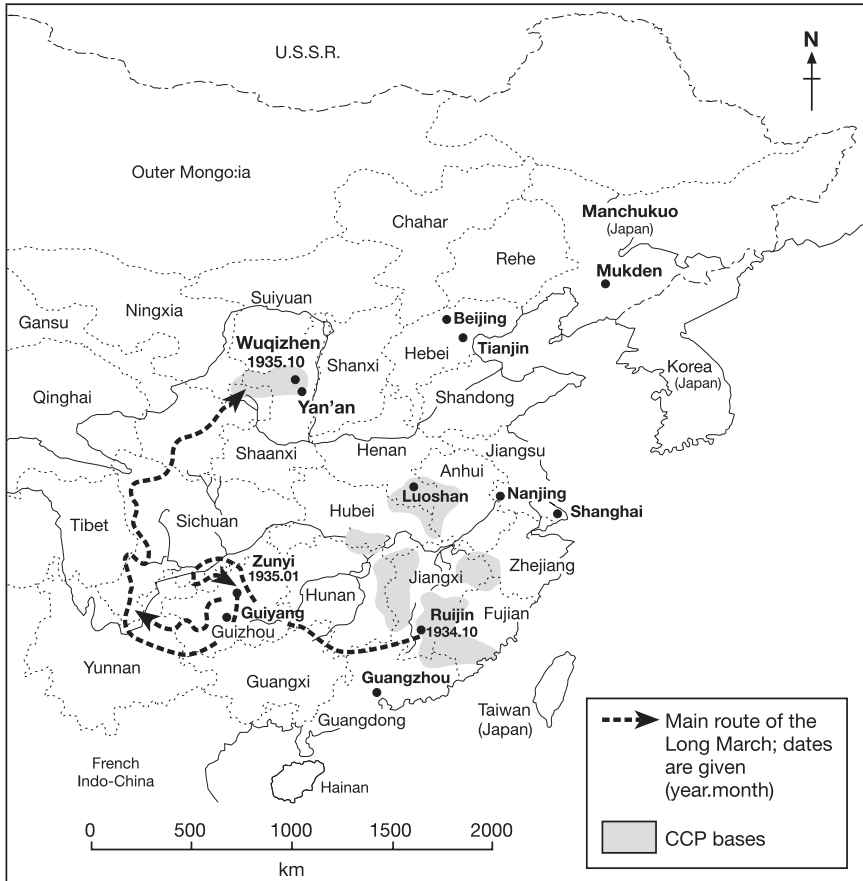 U.S.S.R.
N
Outer Mongo:ia
Manchukuo
(Japan)
Chahar
Rehe
Mukden
Suiyuan
Ningxia
Gansu
Beijing
Wuqizhen
1935.10
Shanxi
Hebei
Tianjin
Korea
(Japan)
Qinghai
Shandong
Yan'an
Shaanxi
Henan
Jiangsu
Anhui
Luoshan
Nanjing
Shanghai
Hubei
Tibet
Sichuan
Zunyi
1935.01
Zhejiang
Jiangxi
Hunan
Guiyang
Ruijin
1934.10
Fujian
Guizhou
Yunnan
Guangxi
Guangzhou
Guangdong
Taiwan
(Japan)
French
Indo-China
Hainan
Main route of the
Long March; dates
are given
(year.month)
CCP bases
0 500 1000 1500 2000
km